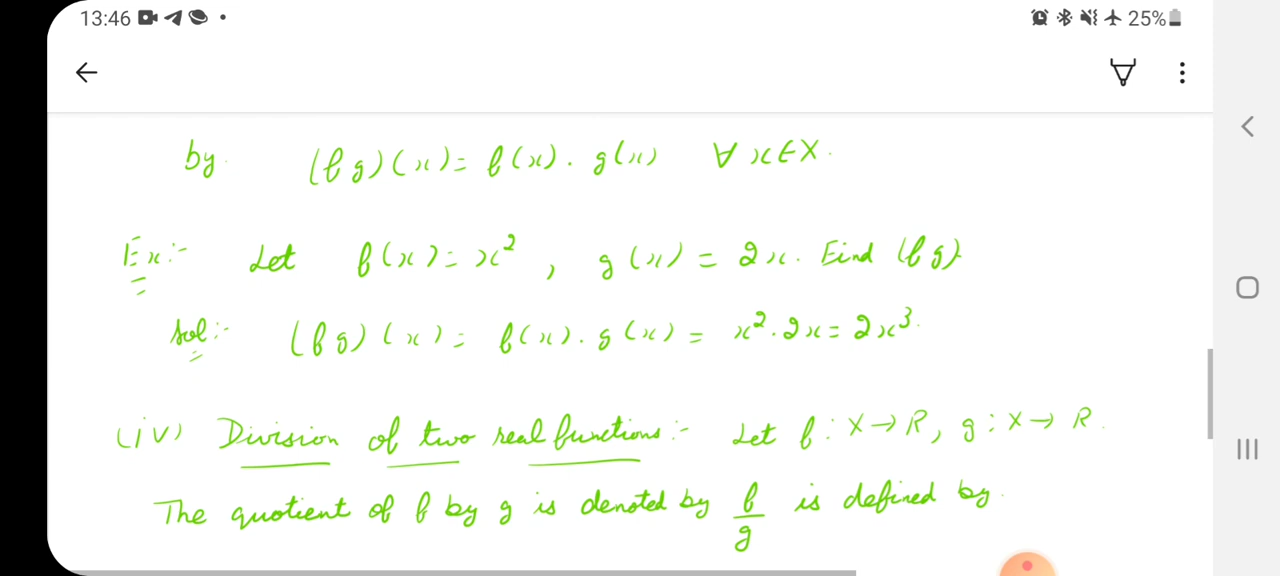 13:46 25%
by (fg)(x) = f(x) . g(x) ∀ x ∈ X.
Ex:- Let f(x) = x², g(x) = 2x. Find (fg)
Sol:- (fg)(x) = f(x) . g(x) = x² . 2x = 2x³.
(iv) Division of two real functions:- Let f : X → R, g : X → R.
The quotient of f by g is denoted by f/g is defined by.